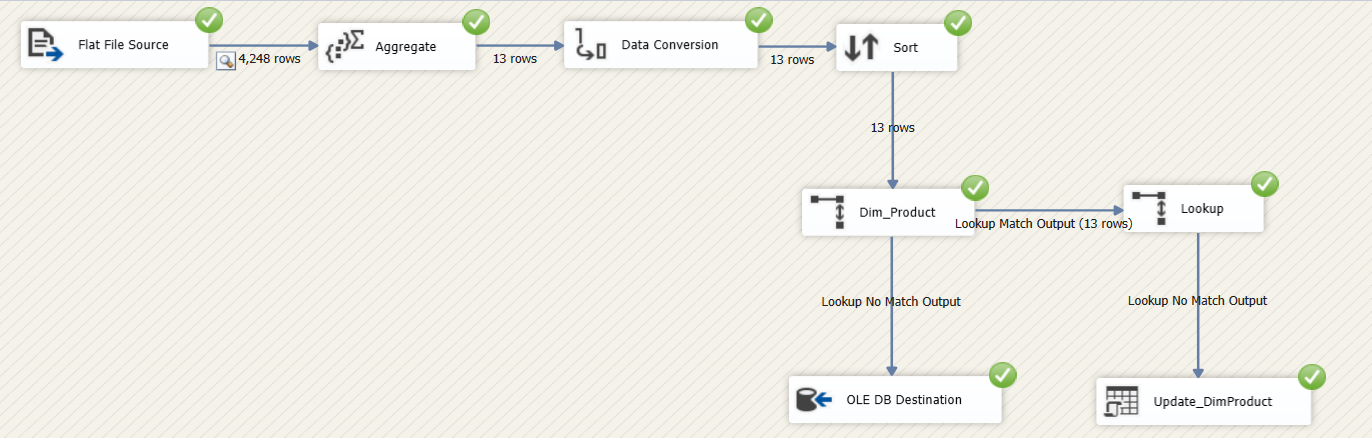 Flat File Source
4,248 rows
Aggregate
13 rows
Data Conversion
13 rows
Sort
13 rows
Dim_Product
Lookup Match Output (13 rows)
Lookup
Lookup No Match Output
Lookup No Match Output
OLE DB Destination
Update_DimProduct